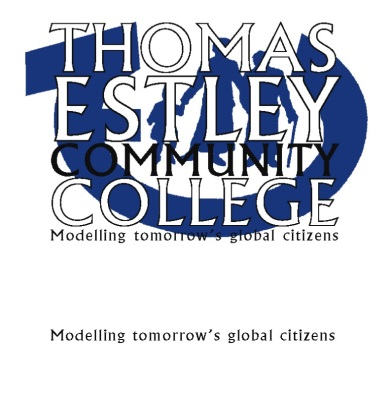 THOMAS
ESTLEY
COMMUNITY
COLLEGE
Modelling tomorrow's global citizens
Modelling tomorrow's global citizens